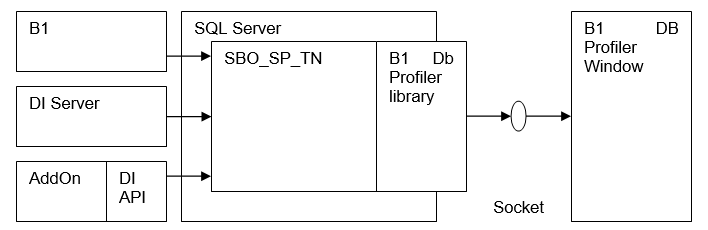 B1
SQL Server
SBO_SP_TN
B1 Db
Profiler
library
B1 DB
Profiler
Window
DI Server
AddOn
DI
API
Socket